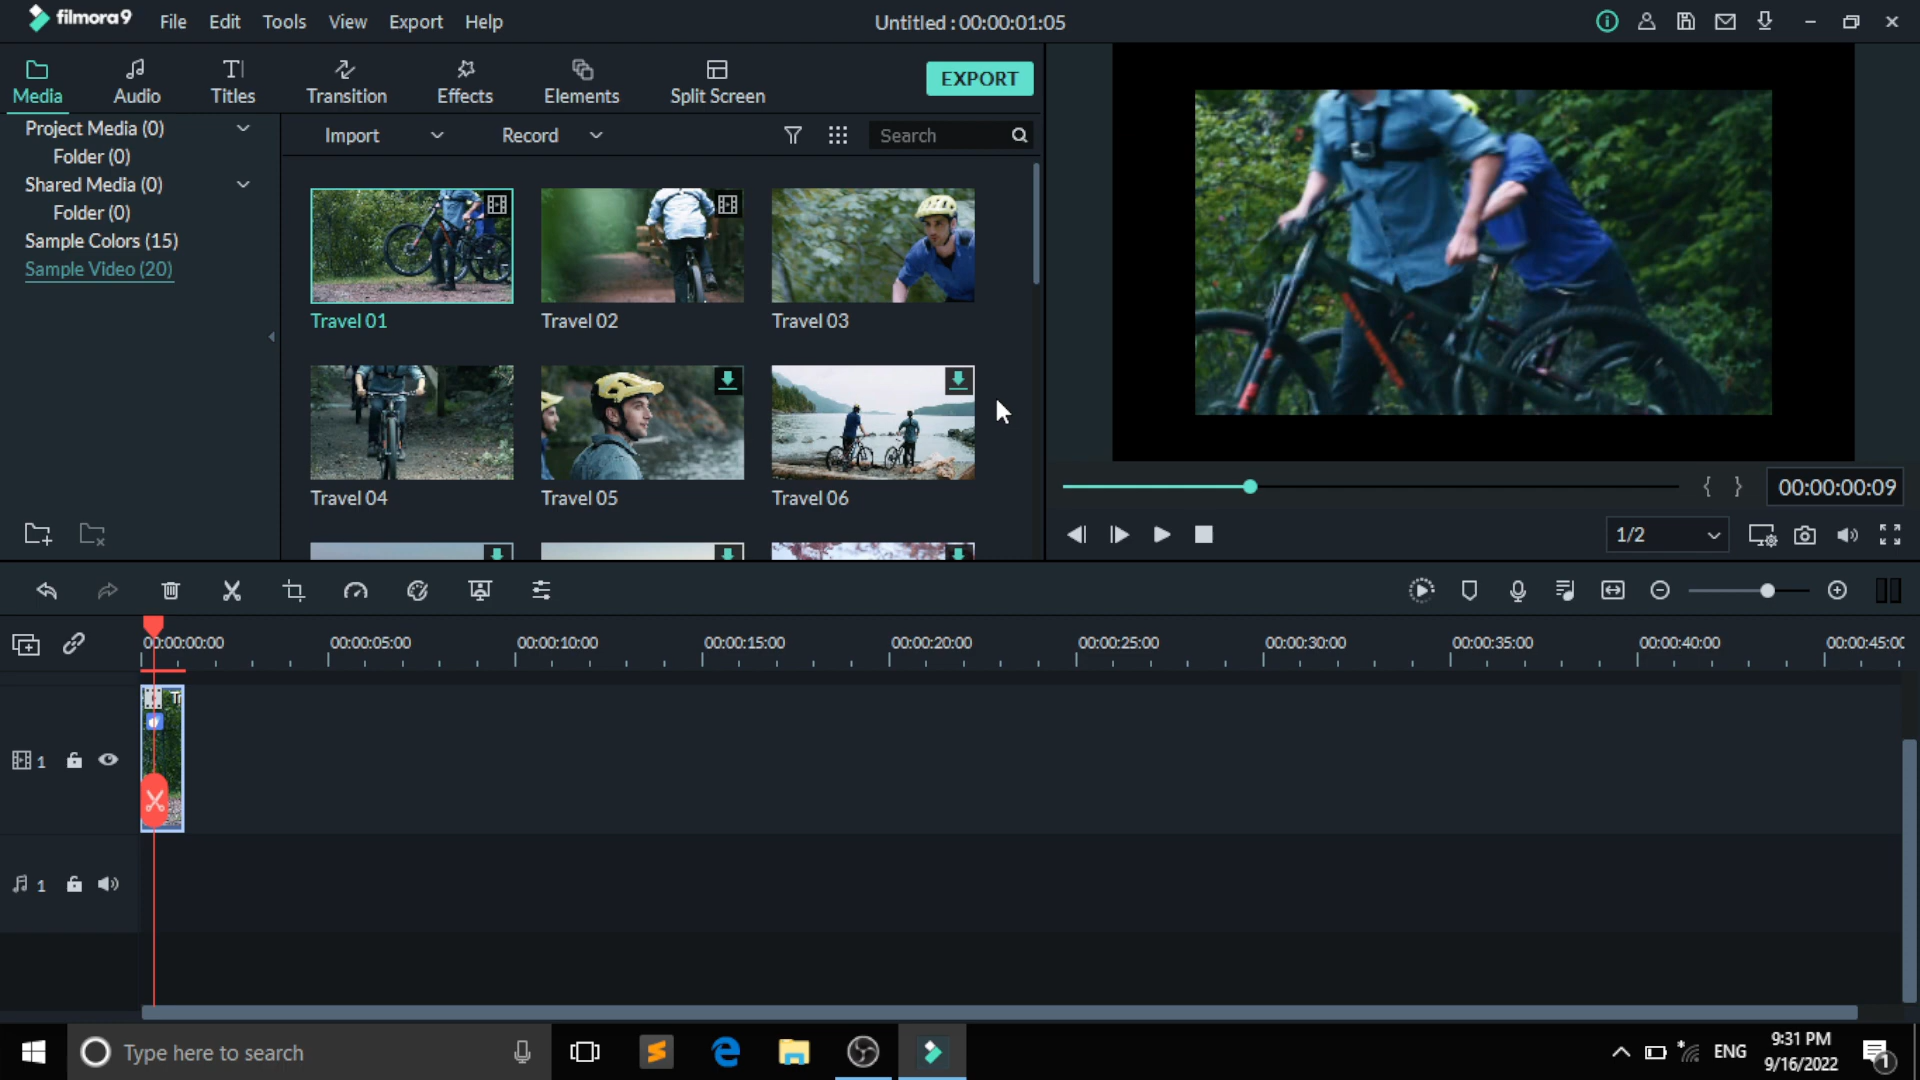 filmora9
File Edit Tools View Export Help
Untitled : 00:00:01:05
Media Audio Titles Transition Effects Elements Split Screen
EXPORT
Project Media (0)
Folder (0)
Shared Media (0)
Folder (0)
Sample Colors (15)
Sample Video (20)
Import Record Search
Travel 01 Travel 02 Travel 03
Travel 04 Travel 05 Travel 06
{ } 00:00:00:09
1/2
00:00:00:00 00:00:05:00 00:00:10:00 00:00:15:00 00:00:20:00 00:00:25:00 00:00:30:00 00:00:35:00 00:00:40:00 00:00:45:0
1
1
Type here to search
ENG
9:31 PM
9/16/2022
1